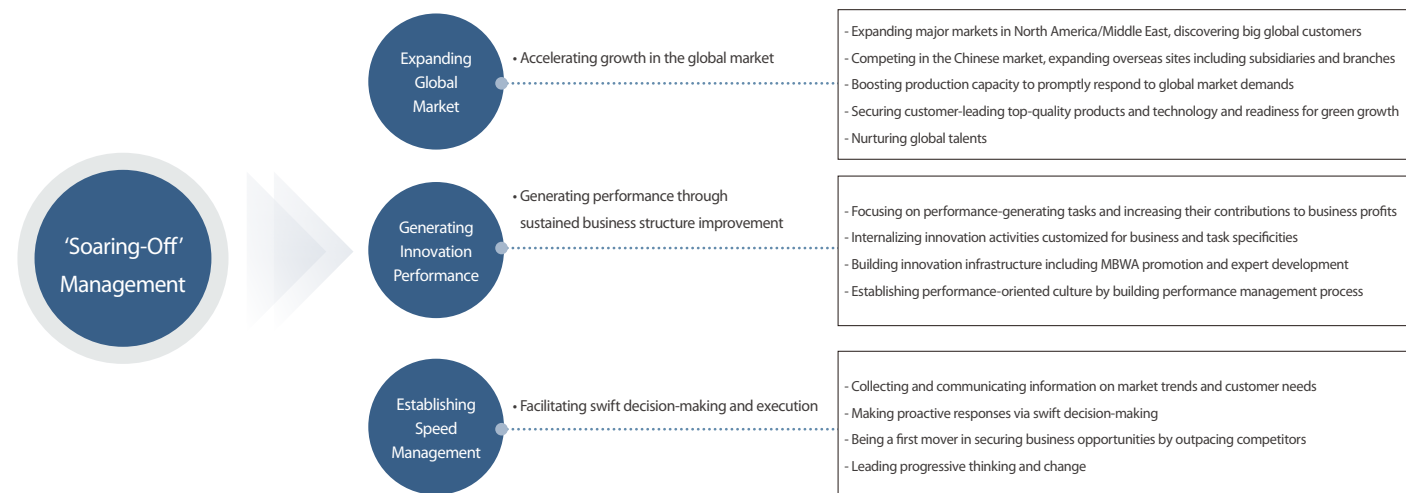 'Soaring-Off'
Management
Expanding
Global
Market
• Accelerating growth in the global market
- Expanding major markets in North America/Middle East, discovering big global customers
- Competing in the Chinese market, expanding overseas sites including subsidiaries and branches
- Boosting production capacity to promptly respond to global market demands
- Securing customer-leading top-quality products and technology and readiness for green growth
- Nurturing global talents
Generating
Innovation
Performance
• Generating performance through
sustained business structure improvement
- Focusing on performance-generating tasks and increasing their contributions to business profits
- Internalizing innovation activities customized for business and task specificities
- Building innovation infrastructure including MBWA promotion and expert development
- Establishing performance-oriented culture by building performance management process
Establishing
Speed
Management
• Facilitating swift decision-making and execution
- Collecting and communicating information on market trends and customer needs
- Making proactive responses via swift decision-making
- Being a first mover in securing business opportunities by outpacing competitors
- Leading progressive thinking and change